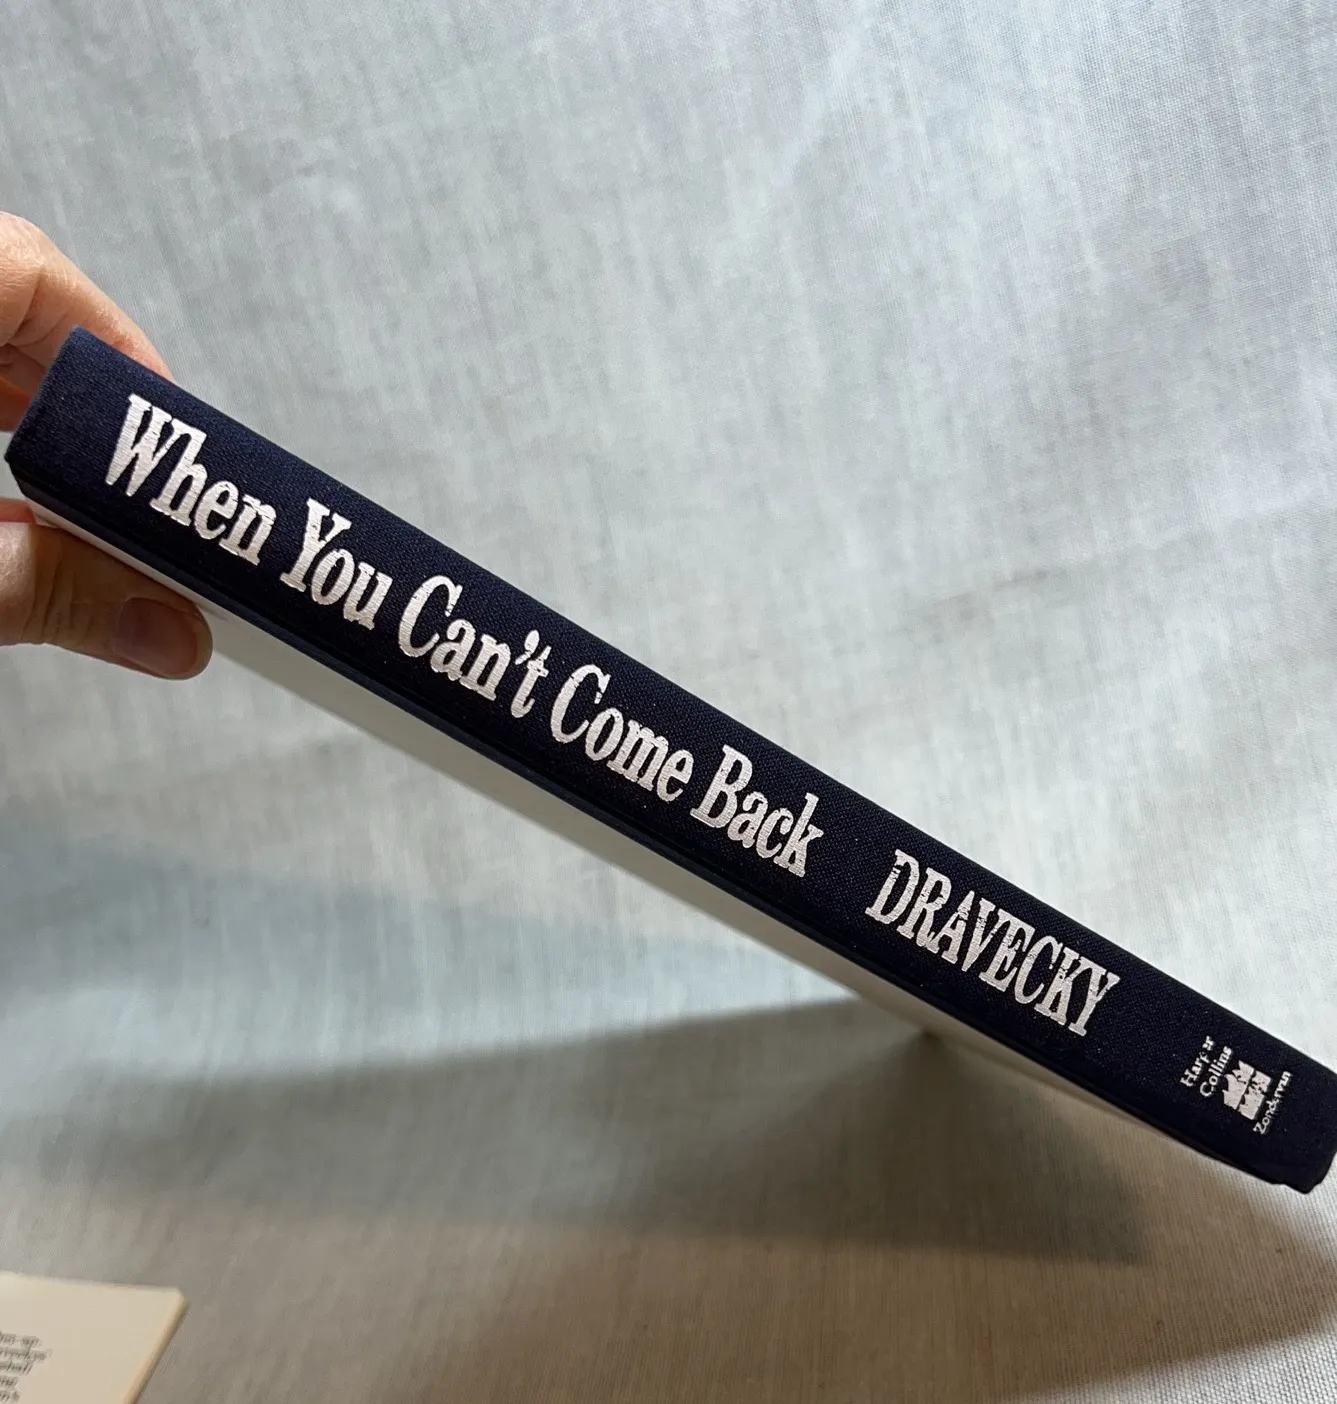 When You Can't Come Back DRAVECKY
Harper
Collins
Zondervan